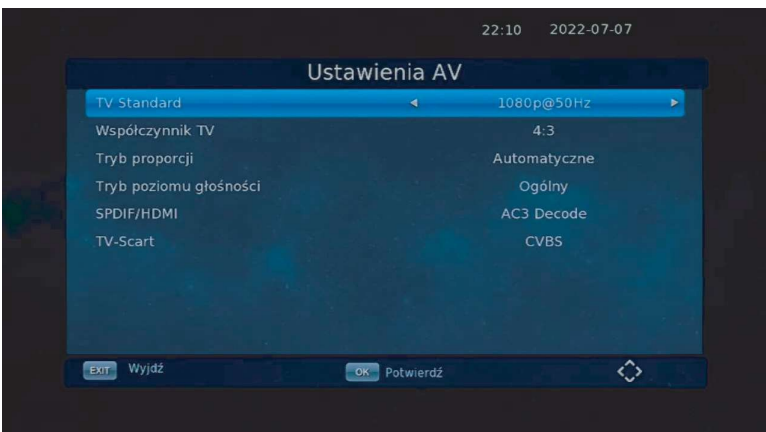 22:10 2022-07-07
Ustawienia AV
TV Standard 1080p@50Hz
Współczynnik TV 4:3
Tryb proporcji Automatyczne
Tryb poziomu głośności Ogólny
SPDIF/HDMI AC3 Decode
TV-Scart CVBS
EXIT Wyjdź OK Potwierdź